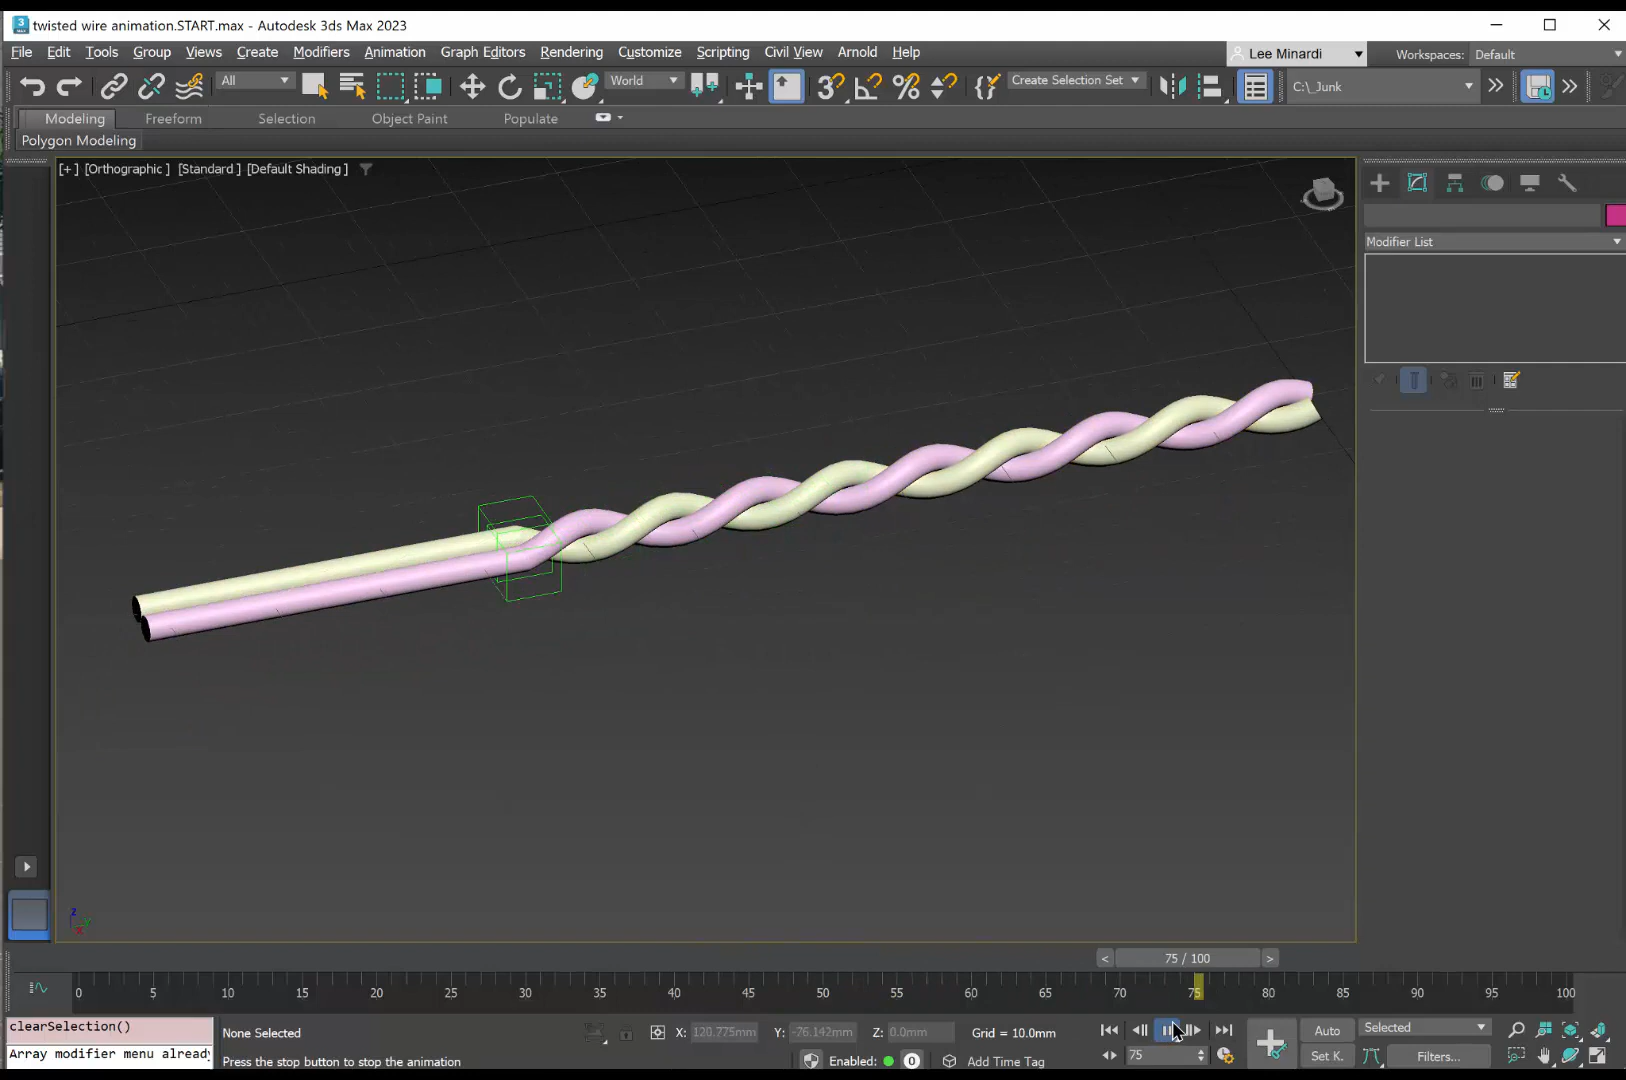 twisted wire animation.START.max - Autodesk 3ds Max 2023
File Edit Tools Group Views Create Modifiers Animation Graph Editors Rendering Customize Scripting Civil View Arnold Help
Lee Minardi
Workspaces: Default
All
World
Create Selection Set
C:\_Junk
Modeling Freeform Selection Object Paint Populate
Polygon Modeling
[+] [Orthographic ] [Standard ] [Default Shading ]
Modifier List
75 / 100
0 5 10 15 20 25 30 35 40 45 50 55 60 65 70 75 80 85 90 95 100
clearSelection()
None Selected
X: 120.775mm Y: -76.142mm Z: 0.0mm Grid = 10.0mm
Auto
Selected
Array modifier menu already
Press the stop button to stop the animation
Enabled: 0
Add Time Tag
75
Set K.
Filters...